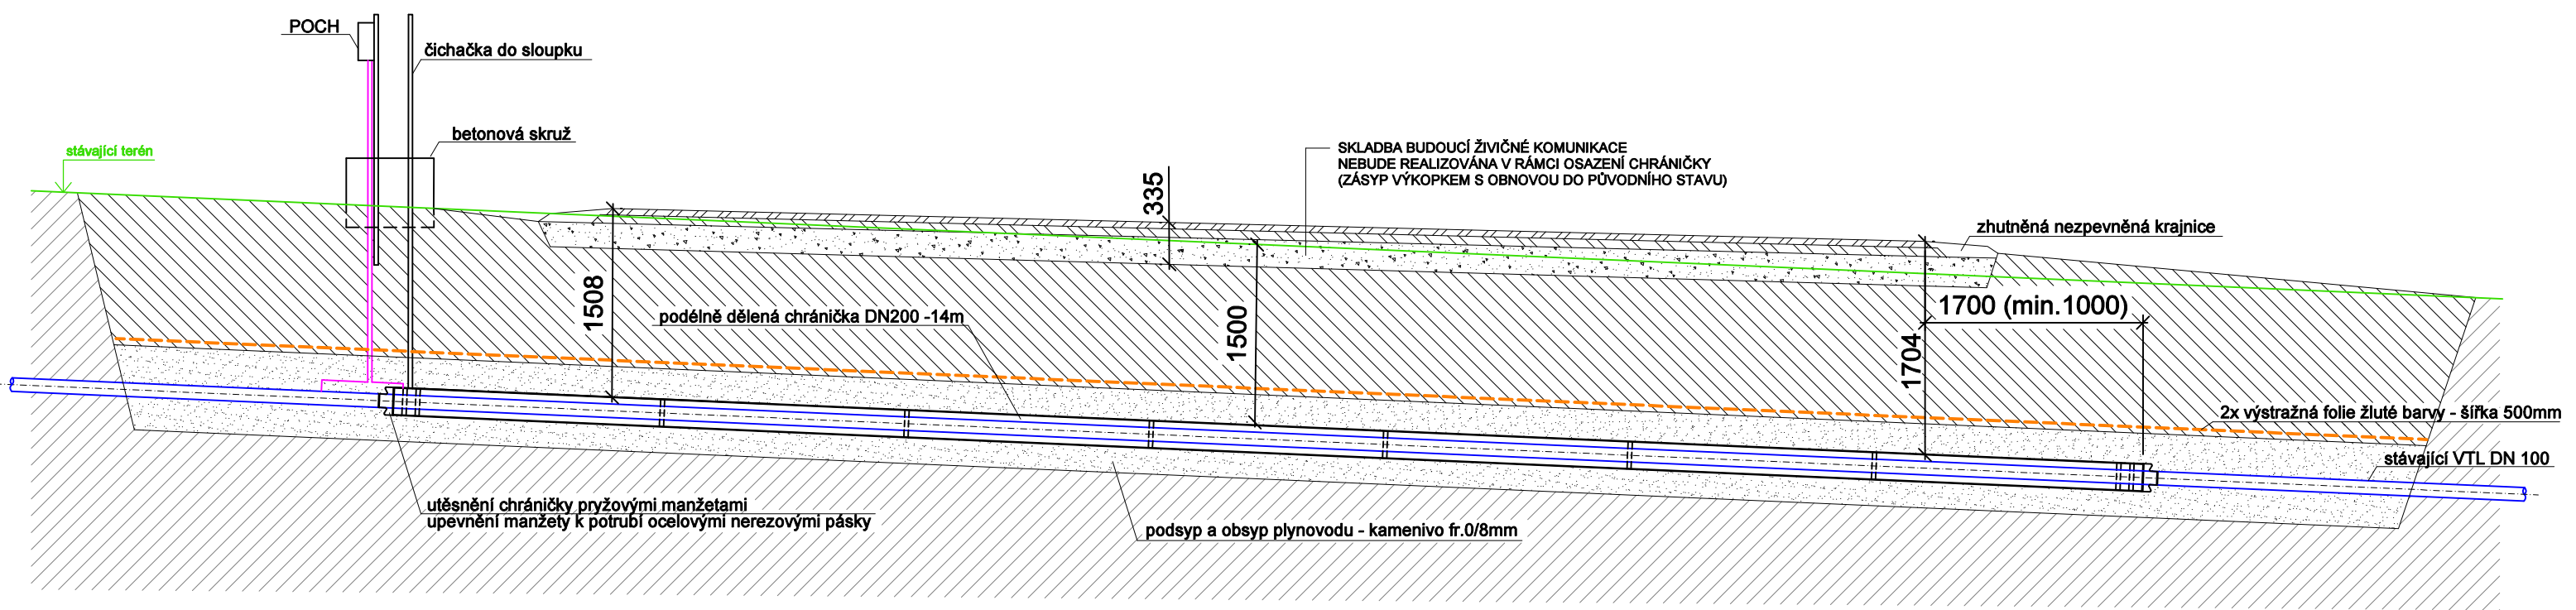 POCH
čichačka do sloupku
betonová skruž
stávající terén
SKLADBA BUDOUCÍ ŽIVIČNÉ KOMUNIKACE
NEBUDE REALIZOVÁNA V RÁMCI OSAZENÍ CHRÁNIČKY
(ZÁSYP VÝKOPKEM S OBNOVOU DO PŮVODNÍHO STAVU)
335
zhutněná nezpevněná krajnice
1508
podélně dělená chránička DN200 -14m
1500
1700 (min.1000)
1704
2x výstražná folie žluté barvy - šířka 500mm
stávající VTL DN 100
utěsnění chráničky pryžovými manžetami
upevnění manžety k potrubí ocelovými nerezovými pásky
podsyp a obsyp plynovodu - kamenivo fr.0/8mm